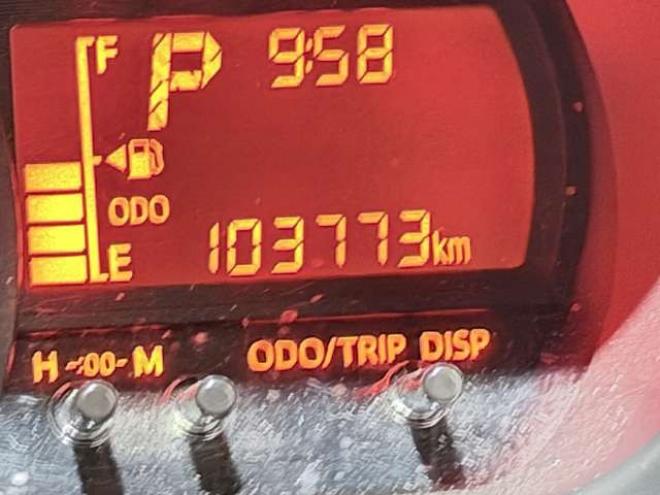 F
P 9:58
ODO
E 103773km
H -:00- M ODO/TRIP DISP